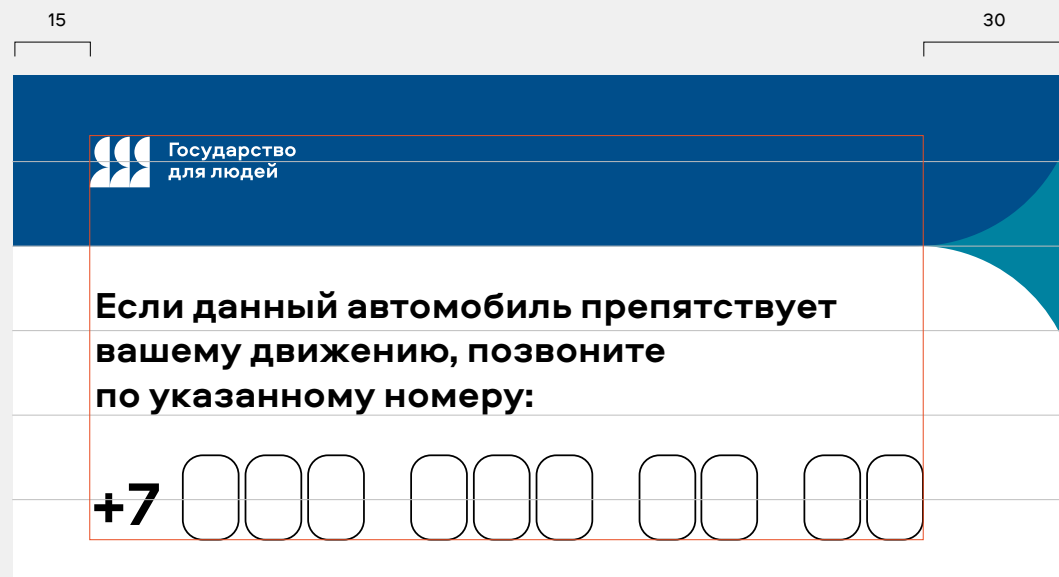 15
30
Государство
для людей
Если данный автомобиль препятствует
вашему движению, позвоните
по указанному номеру:
+7